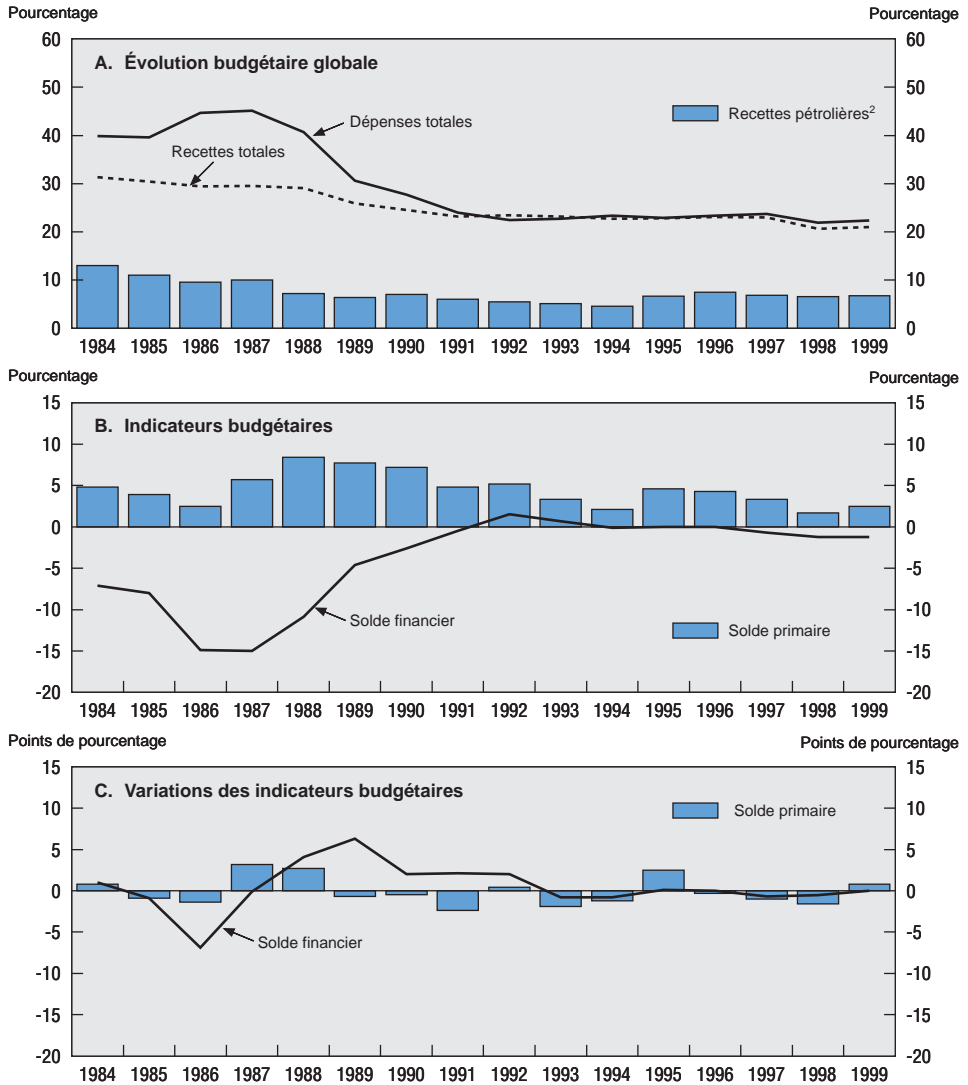 Pourcentage Pourcentage
60 60
A. Évolution budgétaire globale
50 50
Recettes pétrolières²
Dépenses totales
40 40
Recettes totales
30 30
20 20
10 10
0 0
1984 1985 1986 1987 1988 1989 1990 1991 1992 1993 1994 1995 1996 1997 1998 1999
Pourcentage Pourcentage
15 15
B. Indicateurs budgétaires
10 10
5 5
0 0
-5 -5
-10 -10
Solde financier
Solde primaire
-15 -15
-20 -20
1984 1985 1986 1987 1988 1989 1990 1991 1992 1993 1994 1995 1996 1997 1998 1999
Points de pourcentage Points de pourcentage
15 15
C. Variations des indicateurs budgétaires
10 10
Solde primaire
5 5
0 0
-5 -5
Solde financier
-10 -10
-15 -15
-20 -20
1984 1985 1986 1987 1988 1989 1990 1991 1992 1993 1994 1995 1996 1997 1998 1999